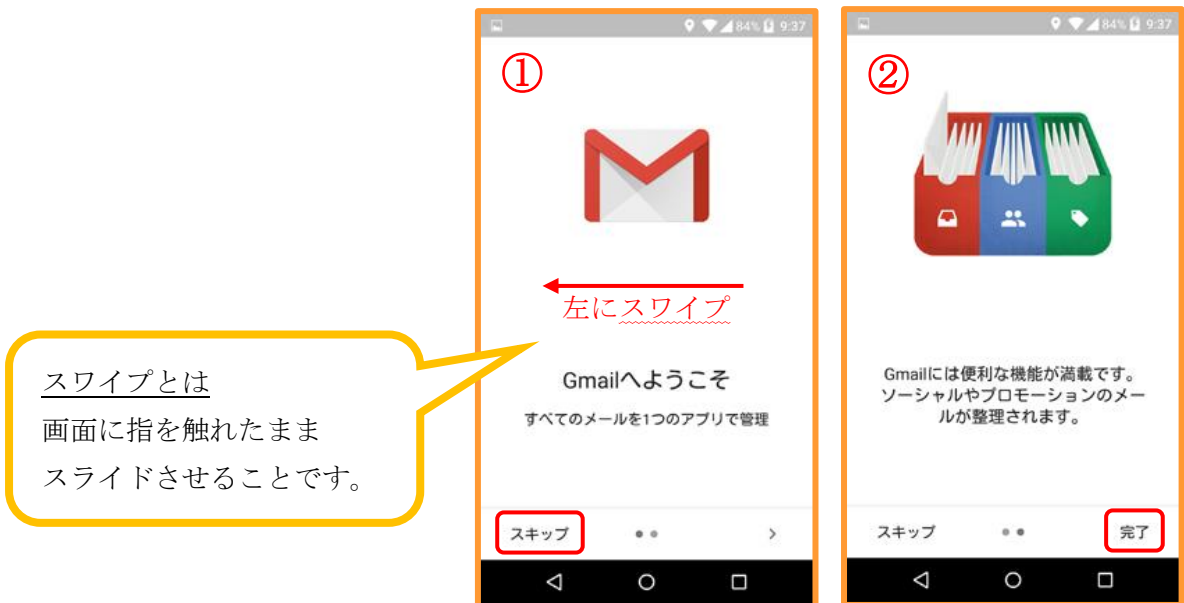 スワイプとは
画面に指を触れたまま
スライドさせることです。
84% 9:37
①
左にスワイプ
Gmailへようこそ
すべてのメールを1つのアプリで管理
スキップ
84% 9:37
②
Gmailには便利な機能が満載です。
ソーシャルやプロモーションのメー
ルが整理されます。
スキップ 完了